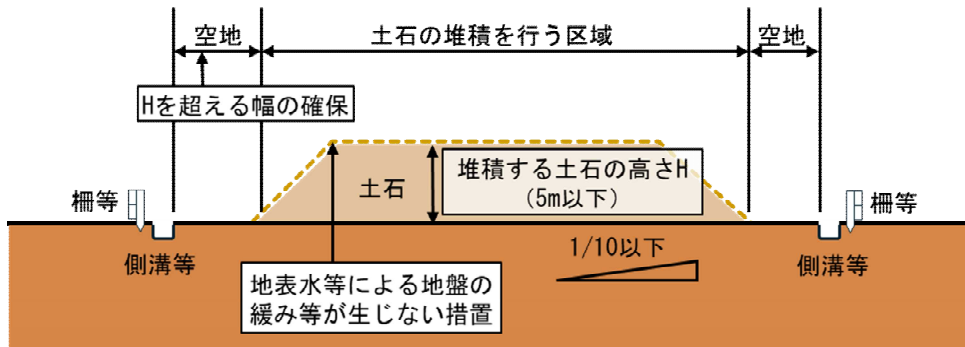 空地
土石の堆積を行う区域
空地
Hを超える幅の確保
土石
堆積する土石の高さH
(5m以下)
柵等
柵等
側溝等
1/10以下
側溝等
地表水等による地盤の
緩み等が生じない措置